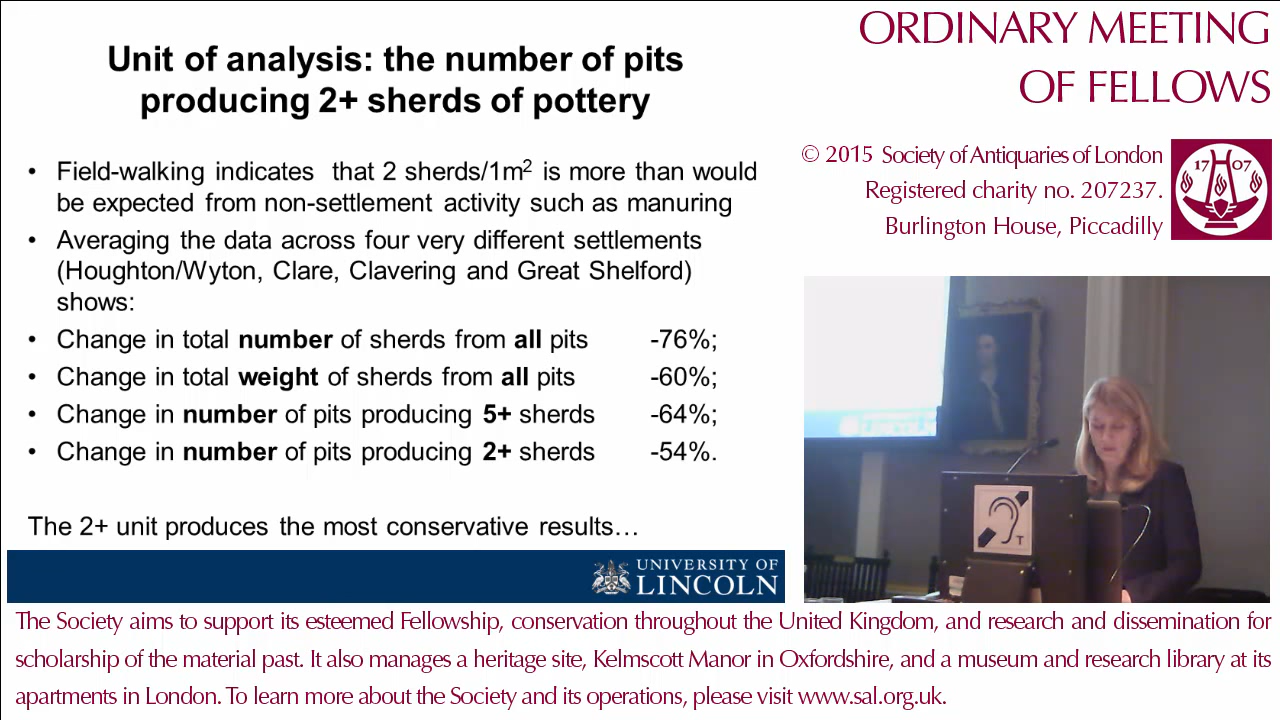 Unit of analysis: the number of pits
producing 2+ sherds of pottery
• Field-walking indicates that 2 sherds/1m² is more than would
be expected from non-settlement activity such as manuring
• Averaging the data across four very different settlements
(Houghton/Wyton, Clare, Clavering and Great Shelford)
shows:
• Change in total number of sherds from all pits -76%;
• Change in total weight of sherds from all pits -60%;
• Change in number of pits producing 5+ sherds -64%;
• Change in number of pits producing 2+ sherds -54%.
The 2+ unit produces the most conservative results…
UNIVERSITY OF
LINCOLN
ORDINARY MEETING
OF FELLOWS
© 2015 Society of Antiquaries of London
Registered charity no. 207237.
Burlington House, Piccadilly
17 07
LINCOLN
T
The Society aims to support its esteemed Fellowship, conservation throughout the United Kingdom, and research and dissemination for
scholarship of the material past. It also manages a heritage site, Kelmscott Manor in Oxfordshire, and a museum and research library at its
apartments in London. To learn more about the Society and its operations, please visit www.sal.org.uk.